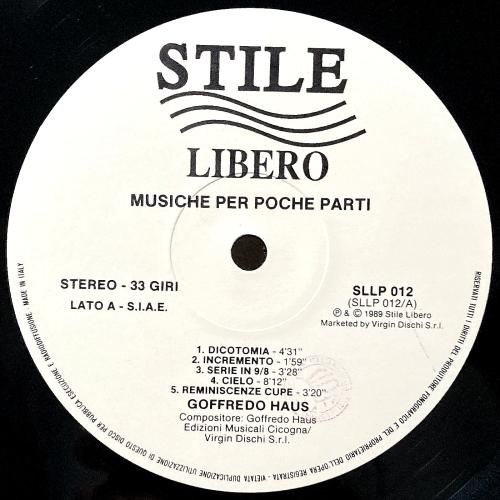 STILE
LIBERO
MUSICHE PER POCHE PARTI
STEREO - 33 GIRI
LATO A - S.I.A.E.
SLLP 012
(SLLP 012/A)
℗ & © 1989 Stile Libero
Marketed by Virgin Dischi S.r.l.
1. DICOTOMIA - 4'31"
2. INCREMENTO - 1'59"
3. SERIE IN 9/8 - 3'28"
4. CIELO - 8'12"
5. REMINISCENZE CUPE - 3'20"
GOFFREDO HAUS
Compositore: Goffredo Haus
Edizioni Musicali Cicogna/
Virgin Dischi S.r.l.
RISERVATI TUTTI I DIRITTI DEL PRODUTTORE FONOGRAFICO E DEL PROPRIETARIO DELL'OPERA REGISTRATA - VIETATA DUPLICAZIONE UTILIZZAZIONE DI QUESTO DISCO PER PUBBLICA ESECUZIONE E RADIODIFFUSIONE. - MADE IN ITALY